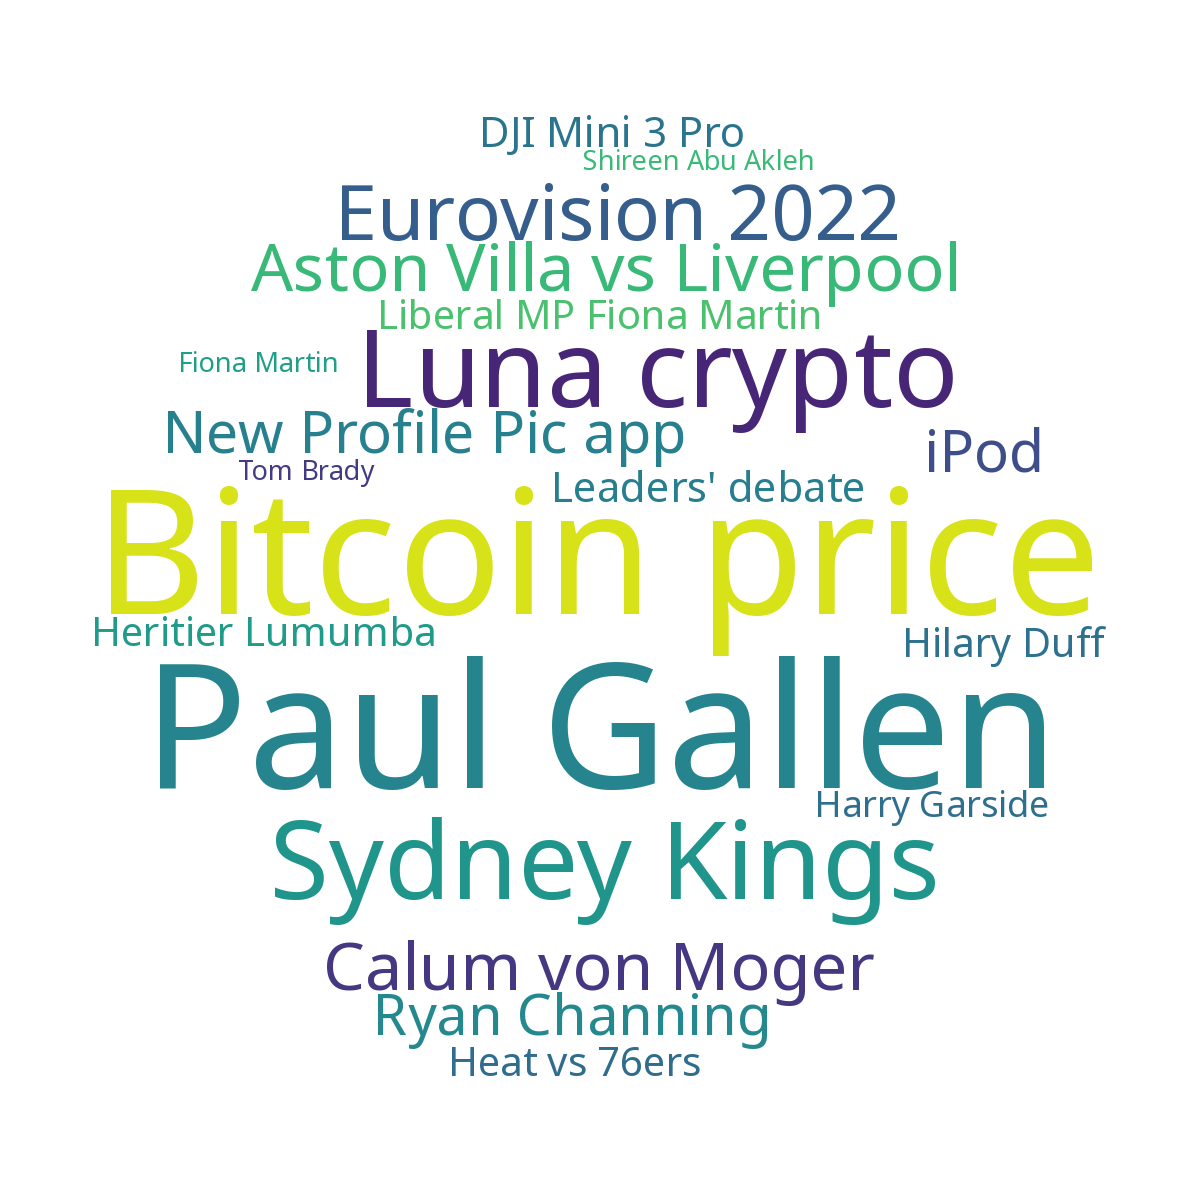 DJI Mini 3 Pro
Shireen Abu Akleh
Eurovision 2022
Aston Villa vs Liverpool
Liberal MP Fiona Martin
Fiona Martin
Luna crypto
New Profile Pic app
iPod
Tom Brady
Leaders' debate
Bitcoin price
Heritier Lumumba
Hilary Duff
Paul Gallen
Harry Garside
Sydney Kings
Calum von Moger
Ryan Channing
Heat vs 76ers